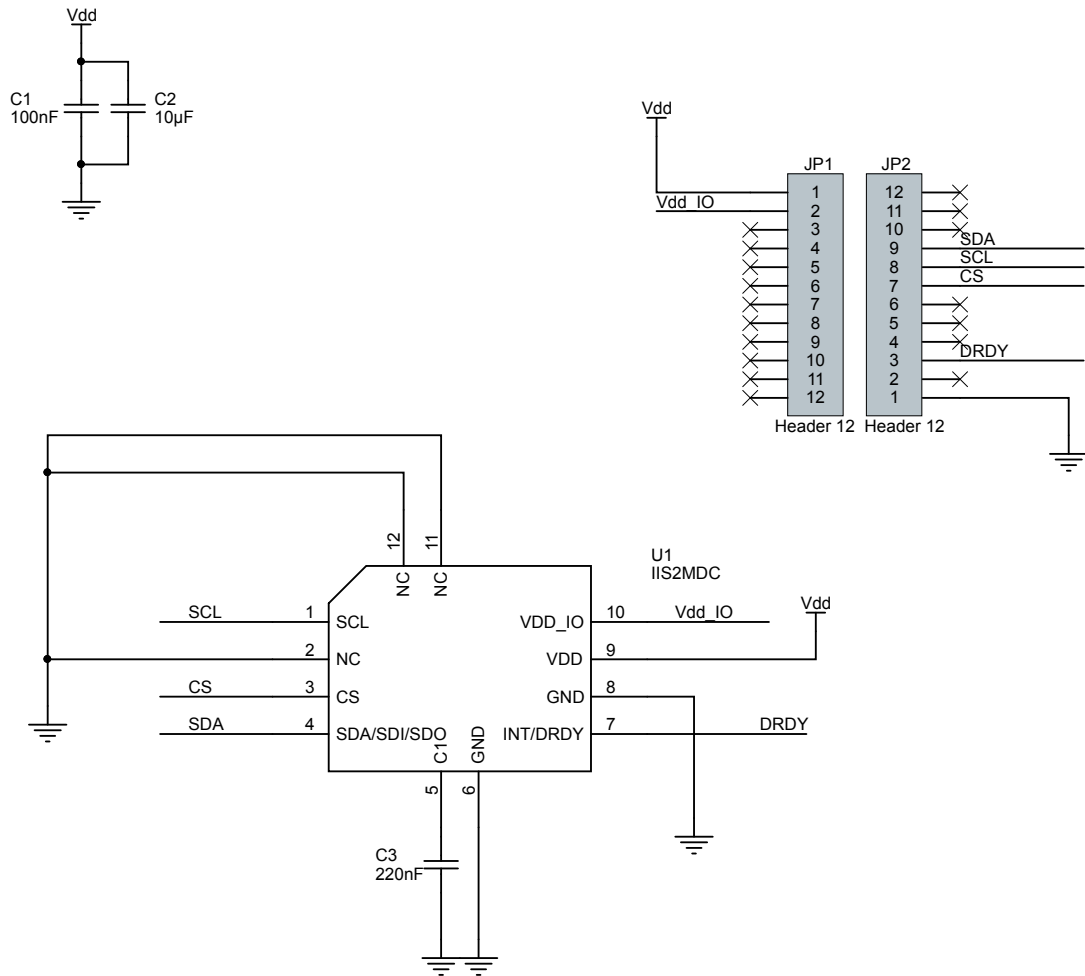 Vdd
C1
100nF
C2
10µF
Vdd
JP1
JP2
Vdd_IO
1
2
3
4
5
6
7
8
9
10
11
12
12
11
10
9
8
7
6
5
4
3
2
1
SDA
SCL
CS
DRDY
Header 12
Header 12
12
11
NC
NC
U1
IIS2MDC
SCL
1
SCL
2
NC
CS
3
CS
SDA
4
SDA/SDI/SDO
VDD_IO
10
Vdd_IO
Vdd
VDD
9
GND
8
INT/DRDY
7
DRDY
C1
GND
5
6
C3
220nF